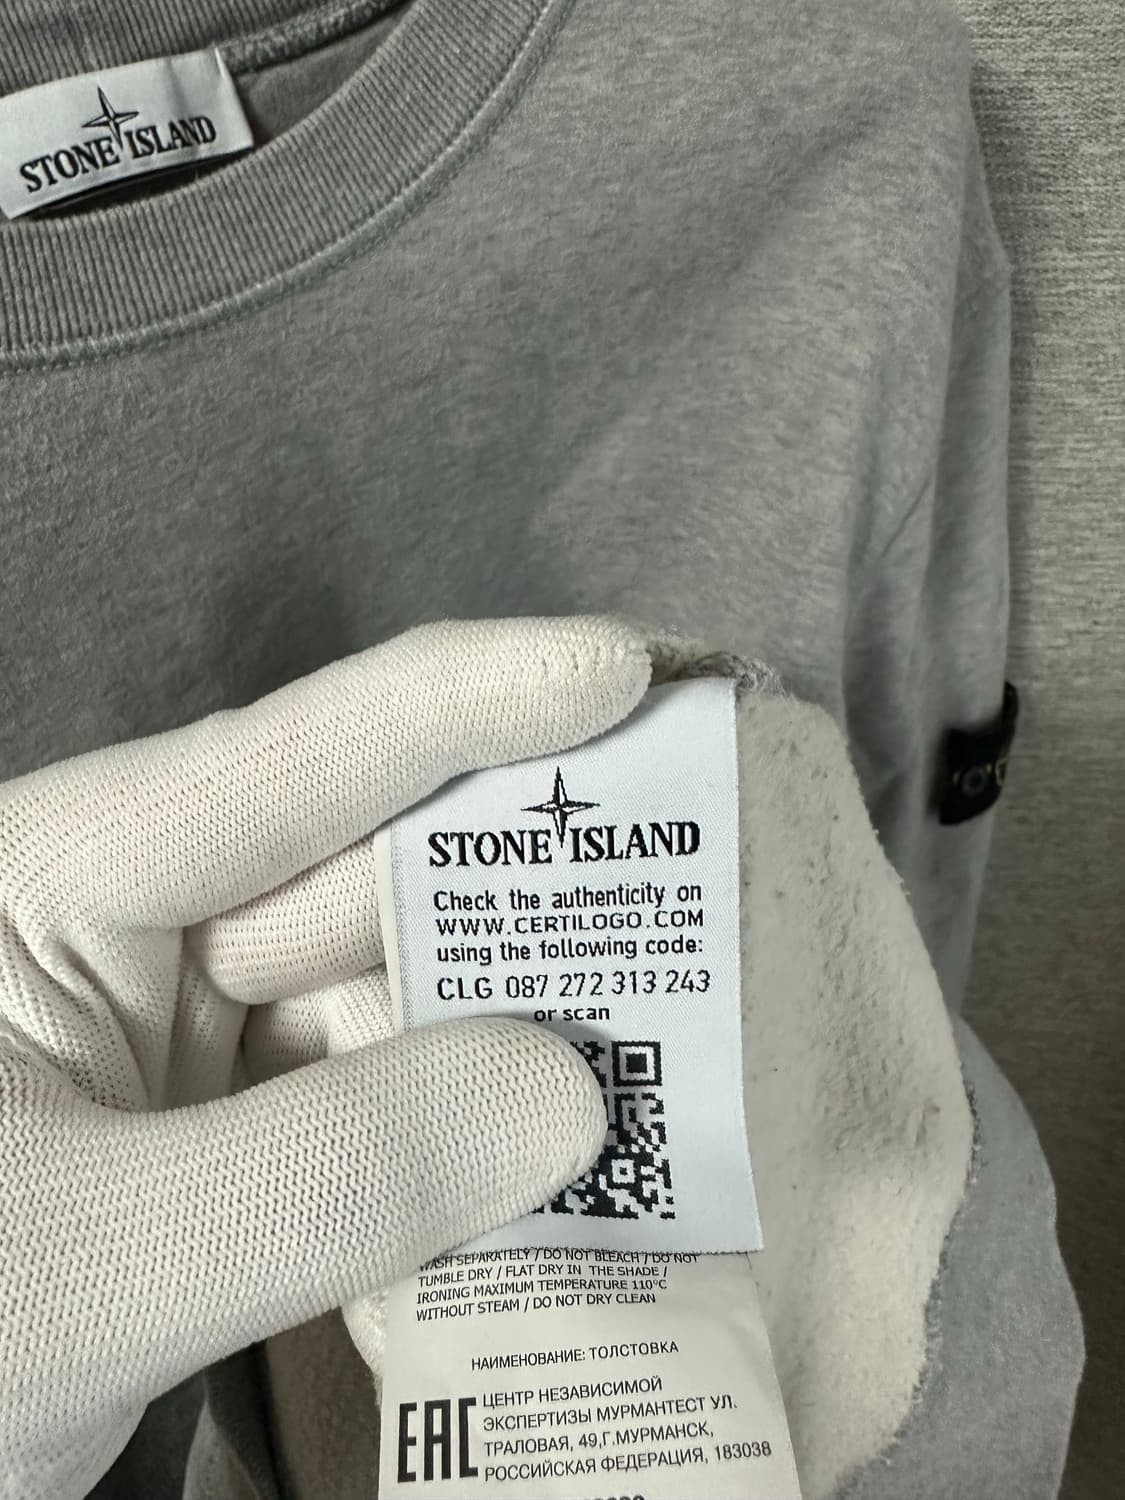 STONE ISLAND
STONE ISLAND
Check the authenticity on
WWW.CERTILOGO.COM
using the following code:
CLG 087 272 313 243
or scan
WASH SEPARATELY / DO NOT BLEACH / DO NOT
TUMBLE DRY / FLAT DRY IN THE SHADE /
IRONING MAXIMUM TEMPERATURE 110°C
WITHOUT STEAM / DO NOT DRY CLEAN
НАИМЕНОВАНИЕ: ТОЛСТОВКА
EAC
ЦЕНТР НЕЗАВИСИМОЙ
ЭКСПЕРТИЗЫ МУРМАНТЕСТ УЛ.
ТРАЛОВАЯ, 49,Г.МУРМАНСК,
РОССИЙСКАЯ ФЕДЕРАЦИЯ, 183038